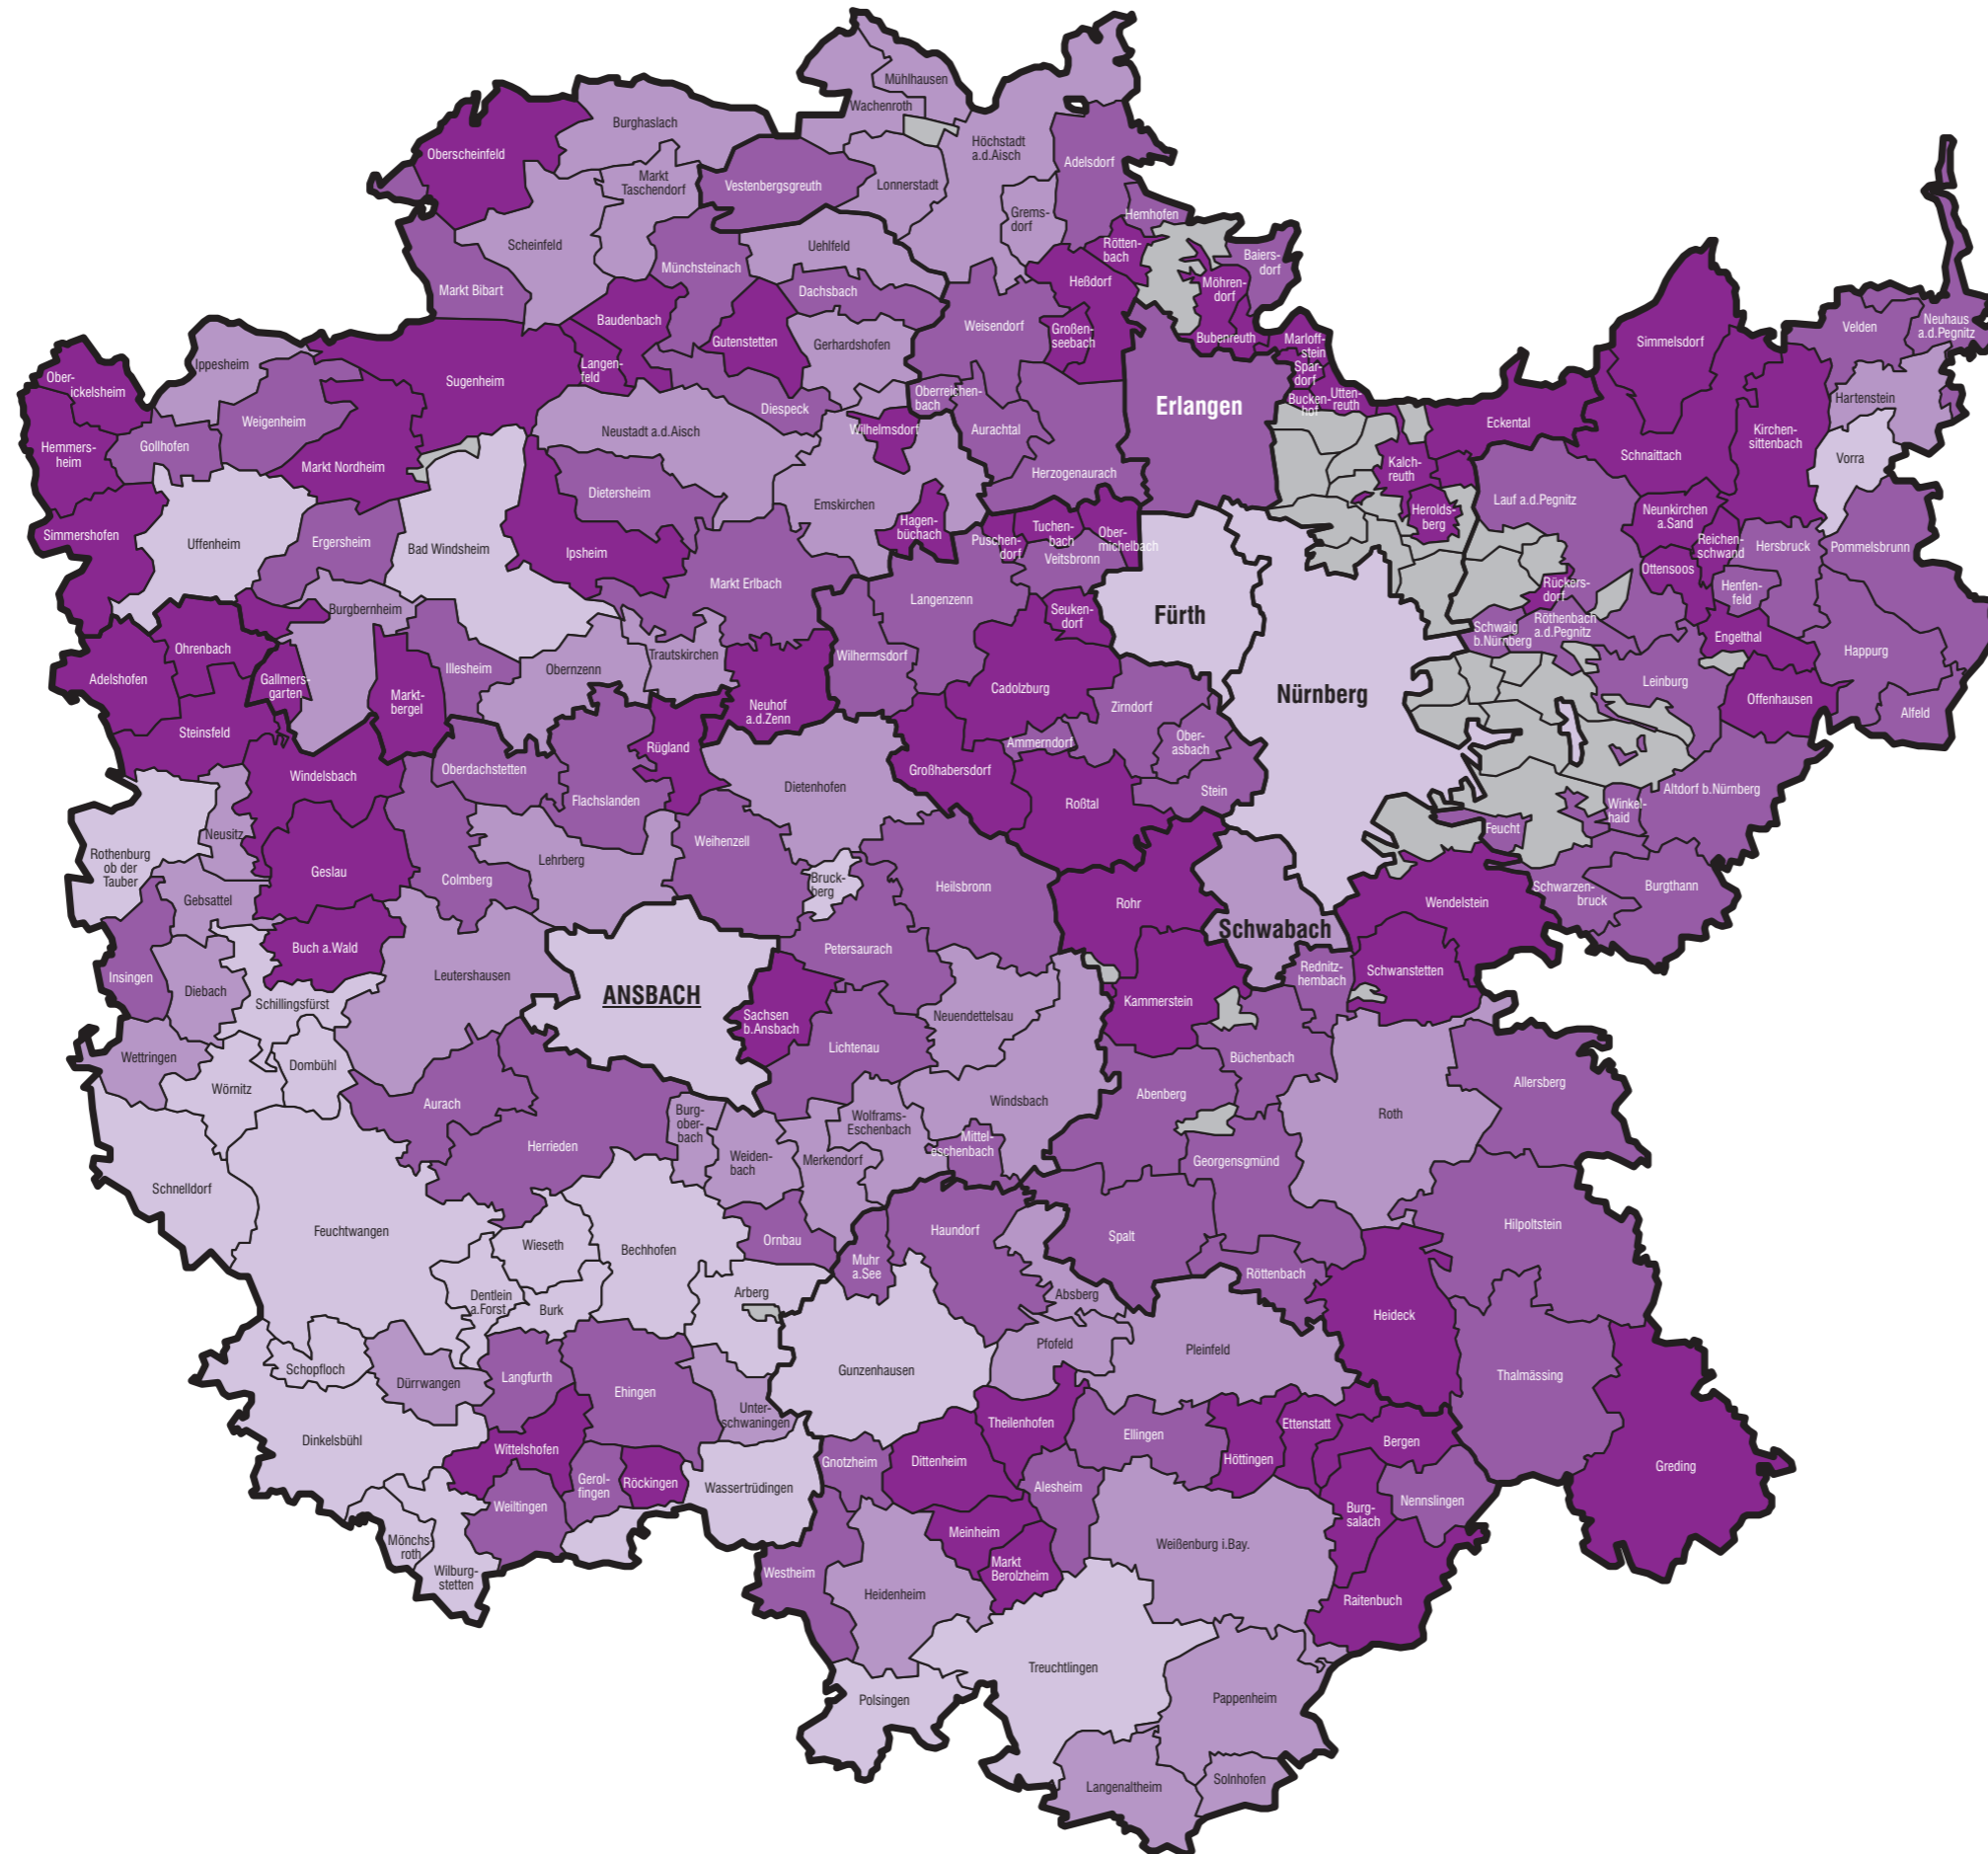 Mühlhausen
Wachenroth
Burghaslach
Höchstadt
a.d.Aisch
Oberscheinfeld
Adelsdorf
Markt
Taschendorf
Vestenbergsgreuth
Lonnerstadt
Grems-
dorf
Hemhofen
Scheinfeld
Uehlfeld
Rötten-
bach
Baiers-
dorf
Münchsteinach
Heßdorf
Möhren-
dorf
Markt Bibart
Dachsbach
Baudenbach
Weisendorf
Großen-
seebach
Bubenreuth
Marloff-
stein
Simmelsdorf
Velden
Neuhaus
a.d.Pegnitz
Gutenstetten
Gerhardshofen
Ippesheim
Langen-
feld
Spar-
dorf
Ober-
ickelsheim
Sugenheim
Oberreichen-
bach
Erlangen
Bucken-
hof
Utten-
reuth
Hartenstein
Diespeck
Weigenheim
Neustadt a.d.Aisch
Wilhelmsdorf
Aurachtal
Eckental
Kirchen-
sittenbach
Hemmers-
heim
Gollhofen
Markt Nordheim
Herzogenaurach
Kalch-
reuth
Schnaittach
Vorra
Dietersheim
Emskirchen
Lauf a.d.Pegnitz
Heroldsberg
Neunkirchen
a.Sand
Simmershofen
Uffenheim
Ergersheim
Bad Windsheim
Ipsheim
Hagen-
büchach
Puschen-
dorf
Tuchen-
bach
Ober-
michelbach
Veitsbronn
Reichen-
schwand
Hersbruck
Pommelsbrunn
Ottensoos
Markt Erlbach
Langenzenn
Rückers-
dorf
Henfen-
feld
Burgbernheim
Seuken-
dorf
Fürth
Schwaig
b.Nürnberg
Röthenbach
a.d.Pegnitz
Engelthal
Happurg
Ohrenbach
Trautskirchen
Wilhermsdorf
Illesheim
Obernzenn
Adelshofen
Gallmers-
garten
Markt-
bergel
Cadolzburg
Nürnberg
Leinburg
Offenhausen
Neuhof
a.d.Zenn
Zirndorf
Alfeld
Steinsfeld
Rügland
Ammerndorf
Ober-
asbach
Windelsbach
Oberdachstetten
Großhabersdorf
Dietenhofen
Stein
Altdorf b.Nürnberg
Flachslanden
Roßtal
Winkel-
haid
Neusitz
Feucht
Rothenburg
ob der
Tauber
Lehrberg
Weihenzell
Geslau
Colmberg
Bruck-
berg
Heilsbronn
Schwarzen-
bruck
Burgthann
Gebsattel
Rohr
Wendelstein
Schwabach
Buch a.Wald
Petersaurach
Insingen
Leutershausen
Rednitz-
hembach
Schwanstetten
Diebach
ANSBACH
Schillingsfürst
Kammerstein
Sachsen
b.Ansbach
Neuendettelsau
Lichtenau
Wettringen
Dombühl
Büchenbach
Wörnitz
Allersberg
Abenberg
Aurach
Burg-
ober-
bach
Wolframs-
Eschenbach
Windsbach
Roth
Herrieden
Mittel-
eschenbach
Weiden-
bach
Merkendorf
Georgensgmünd
Schnelldorf
Feuchtwangen
Haundorf
Hilpoltstein
Spalt
Wieseth
Bechhofen
Ornbau
Muhr
a.See
Röttenbach
Dentlein
a.Forst
Burk
Arberg
Absberg
Heideck
Pfofeld
Pleinfeld
Schopfloch
Gunzenhausen
Thalmässing
Dürrwangen
Langfurth
Ehingen
Unter-
schwaningen
Theilenhofen
Ettenstatt
Dinkelsbühl
Wittelshofen
Ellingen
Bergen
Höttingen
Gnotzheim
Dittenheim
Greding
Gerol-
fingen
Röckingen
Wassertrüdingen
Alesheim
Weiltingen
Burg-
salach
Nennslingen
Mönchs-
roth
Meinheim
Weißenburg i.Bay.
Wilburg-
stetten
Westheim
Markt
Berolzheim
Heidenheim
Raitenbuch
Treuchtlingen
Polsingen
Pappenheim
Langenaltheim
Solnhofen